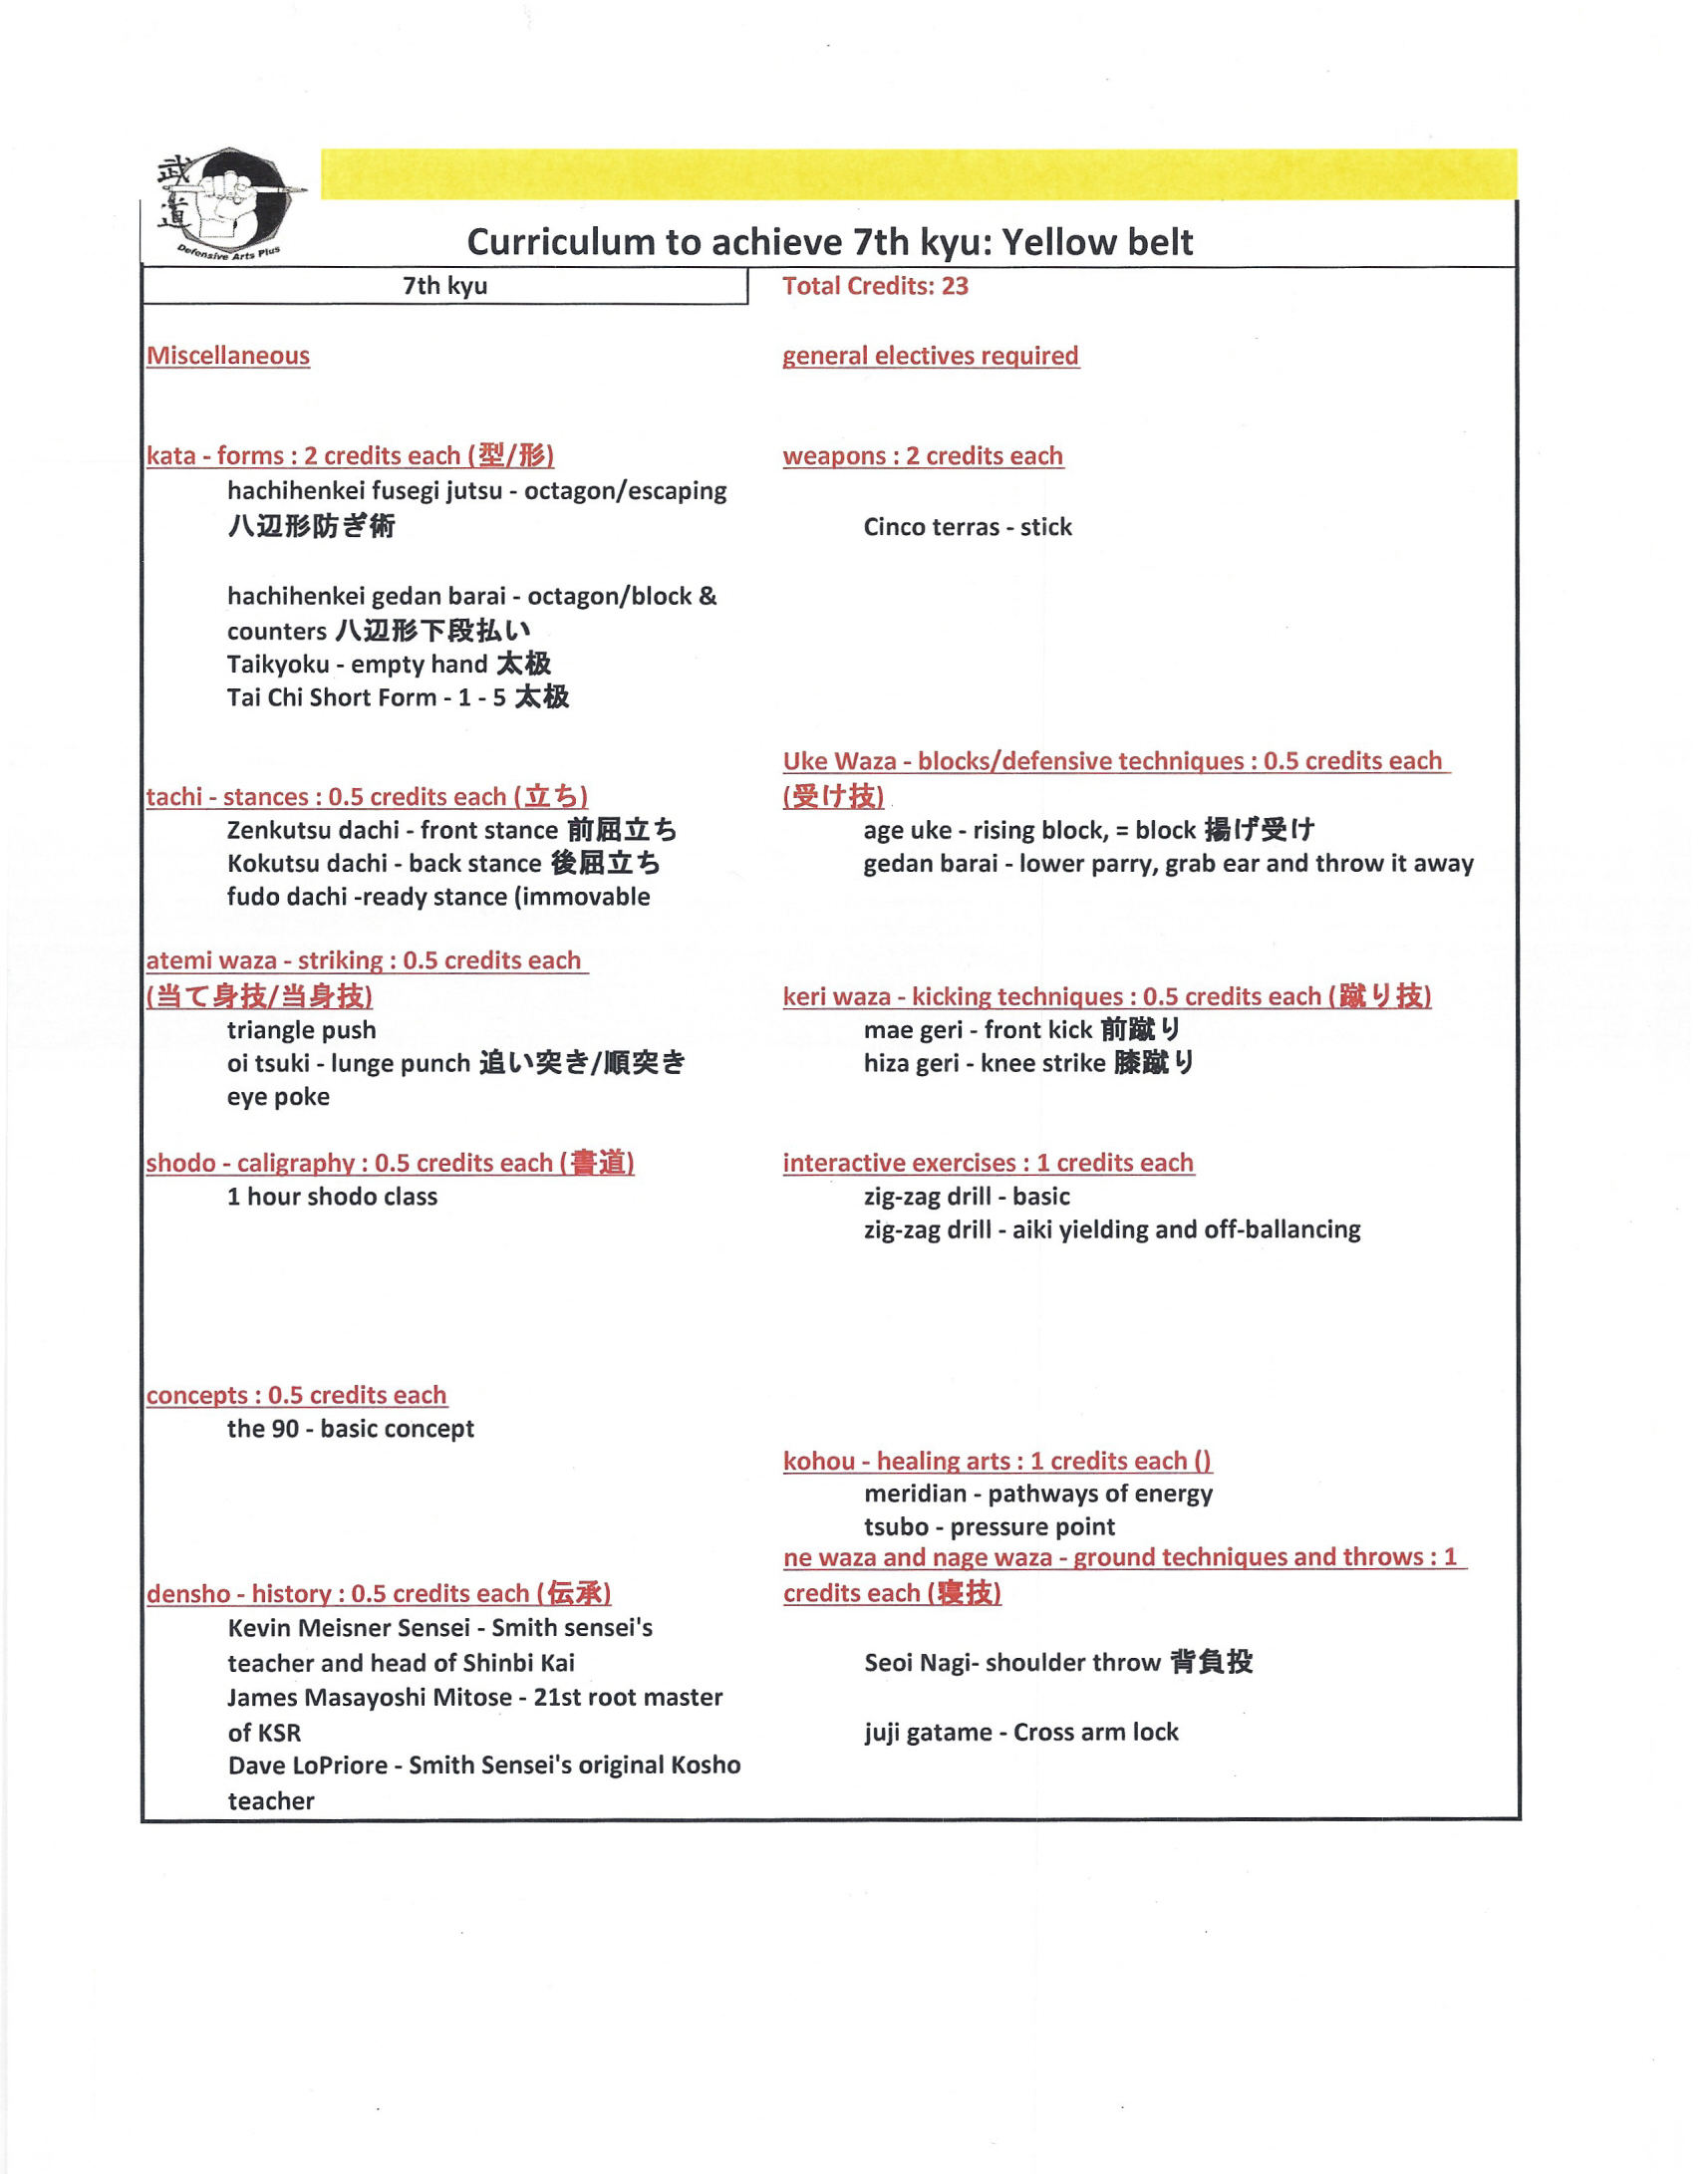 武道
Defensive Arts Plus
Curriculum to achieve 7th kyu: Yellow belt
7th kyu
Total Credits: 23
Miscellaneous
general electives required
kata - forms : 2 credits each (型/形)
hachihenkei fusegi jutsu - octagon/escaping
八辺形防ぎ術
hachihenkei gedan barai - octagon/block &
counters 八辺形下段払い
Taikyoku - empty hand 太极
Tai Chi Short Form - 1 - 5 太极
weapons : 2 credits each
Cinco terras - stick
tachi - stances : 0.5 credits each (立ち)
Zenkutsu dachi - front stance 前屈立ち
Kokutsu dachi - back stance 後屈立ち
fudo dachi -ready stance (immovable
Uke Waza - blocks/defensive techniques : 0.5 credits each
(受け技)
age uke - rising block, = block 揚げ受け
gedan barai - lower parry, grab ear and throw it away
atemi waza - striking : 0.5 credits each
(当て身技/当身技)
triangle push
oi tsuki - lunge punch 追い突き/順突き
eye poke
keri waza - kicking techniques : 0.5 credits each (蹴り技)
mae geri - front kick 前蹴り
hiza geri - knee strike 膝蹴り
shodo - caligraphy : 0.5 credits each (書道)
1 hour shodo class
interactive exercises : 1 credits each
zig-zag drill - basic
zig-zag drill - aiki yielding and off-ballancing
concepts : 0.5 credits each
the 90 - basic concept
kohou - healing arts : 1 credits each ()
meridian - pathways of energy
tsubo - pressure point
densho - history : 0.5 credits each (伝承)
Kevin Meisner Sensei - Smith sensei's
teacher and head of Shinbi Kai
James Masayoshi Mitose - 21st root master
of KSR
Dave LoPriore - Smith Sensei's original Kosho
teacher
ne waza and nage waza - ground techniques and throws : 1
credits each (寝技)
Seoi Nagi- shoulder throw 背負投
juji gatame - Cross arm lock